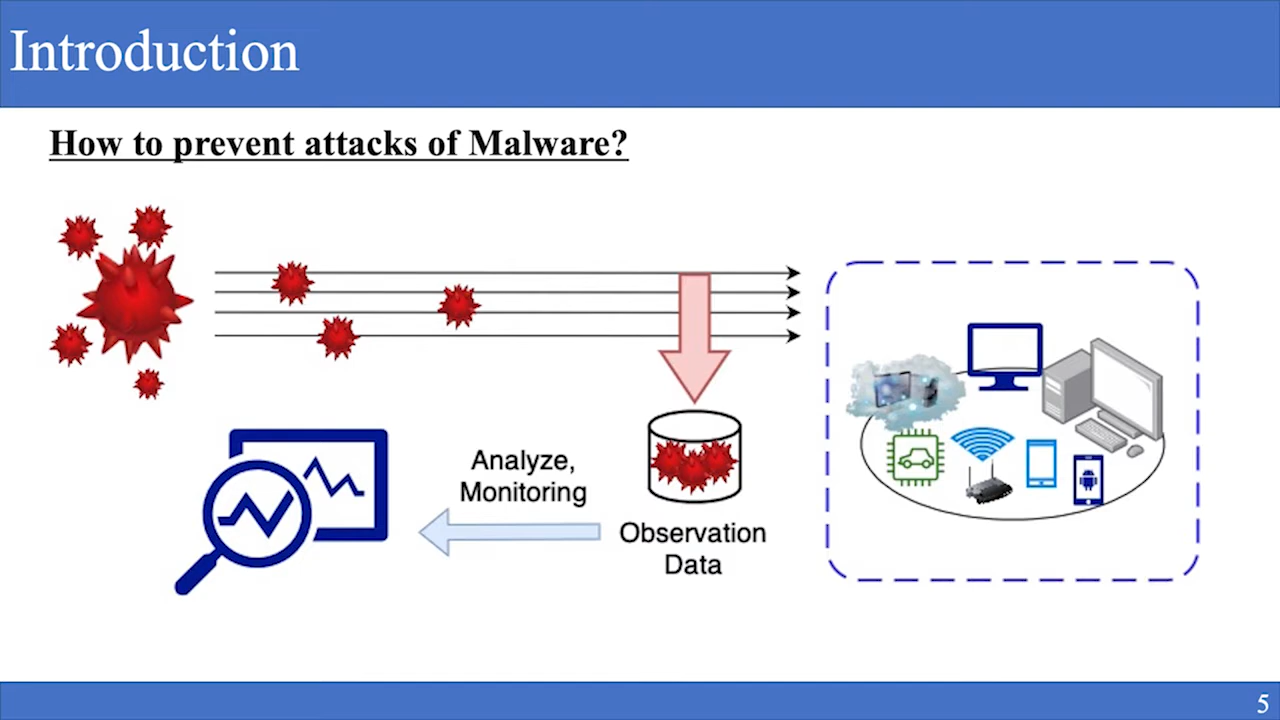 Introduction
How to prevent attacks of Malware?
Analyze,
Monitoring
Observation
Data
5